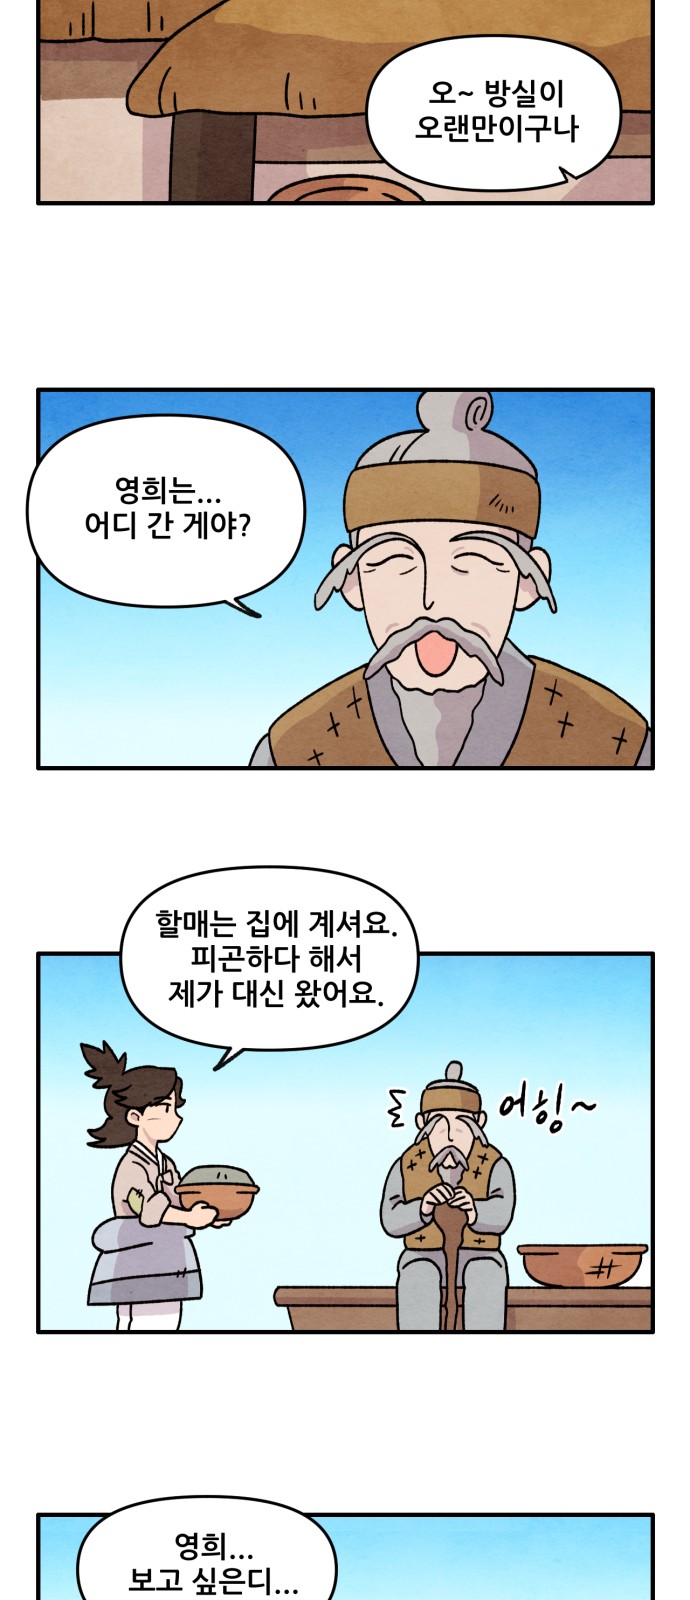 오~ 방실이
오랜만이구나
영희는...
어디 간 게야?
할매는 집에 계셔요.
피곤하다 해서
제가 대신 왔어요.
어힝~
영희...
보고 싶은디...